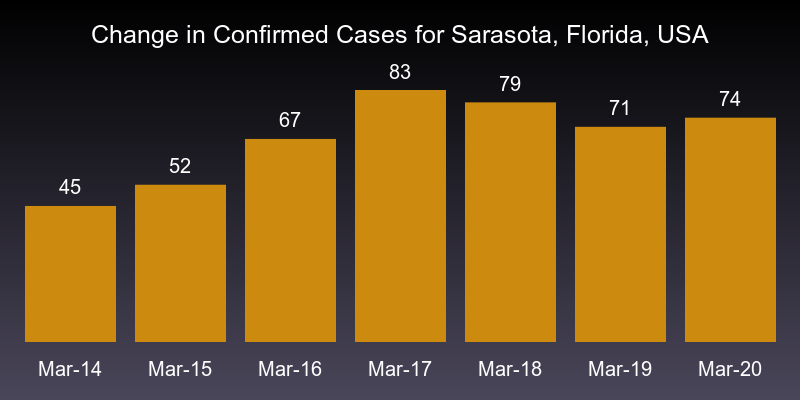 Change in Confirmed Cases for Sarasota, Florida, USA
45 52 67 83 79 71 74
Mar-14 Mar-15 Mar-16 Mar-17 Mar-18 Mar-19 Mar-20